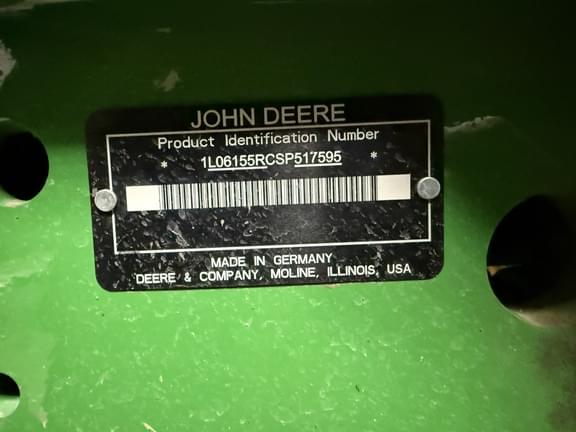 JOHN DEERE
Product Identification Number
* 1L06155RCSP517595 *
MADE IN GERMANY
DEERE & COMPANY, MOLINE, ILLINOIS, USA